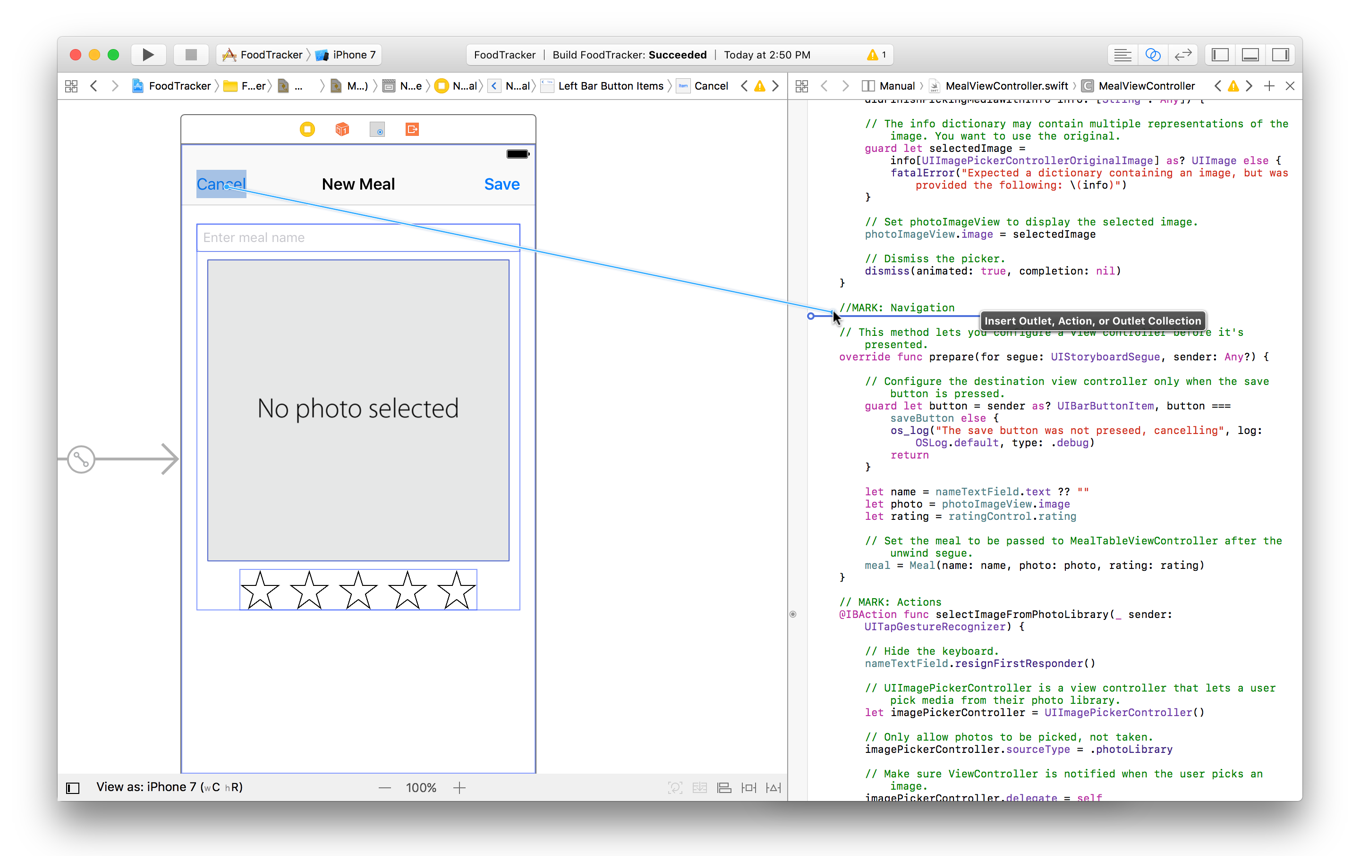 FoodTracker iPhone 7
FoodTracker | Build FoodTracker: Succeeded | Today at 2:50 PM
1
FoodTracker F...er) ... M...) N...e N...al N...al Left Bar Button Items Cancel
Manual MealViewController.swift MealViewController
Cancel
New Meal
Save
Enter meal name
No photo selected
View as: iPhone 7 (wC hR)
100%
didFinishPickingMediaWithInfo info: [String : Any]) {
// The info dictionary may contain multiple representations of the
image. You want to use the original.
guard let selectedImage =
info[UIImagePickerControllerOriginalImage] as? UIImage else {
fatalError("Expected a dictionary containing an image, but was
provided the following: \(info)")
}
// Set photoImageView to display the selected image.
photoImageView.image = selectedImage
// Dismiss the picker.
dismiss(animated: true, completion: nil)
}
//MARK: Navigation
Insert Outlet, Action, or Outlet Collection
// This method lets you configure a view controller before it's
presented.
override func prepare(for segue: UIStoryboardSegue, sender: Any?) {
// Configure the destination view controller only when the save
button is pressed.
guard let button = sender as? UIBarButtonItem, button ===
saveButton else {
os_log("The save button was not preseed, cancelling", log:
OSLog.default, type: .debug)
return
}
let name = nameTextField.text ?? ""
let photo = photoImageView.image
let rating = ratingControl.rating
// Set the meal to be passed to MealTableViewController after the
unwind segue.
meal = Meal(name: name, photo: photo, rating: rating)
}
// MARK: Actions
@IBAction func selectImageFromPhotoLibrary(_ sender:
UITapGestureRecognizer) {
// Hide the keyboard.
nameTextField.resignFirstResponder()
// UIImagePickerController is a view controller that lets a user
pick media from their photo library.
let imagePickerController = UIImagePickerController()
// Only allow photos to be picked, not taken.
imagePickerController.sourceType = .photoLibrary
// Make sure ViewController is notified when the user picks an
image.
imagePickerController.delegate = self